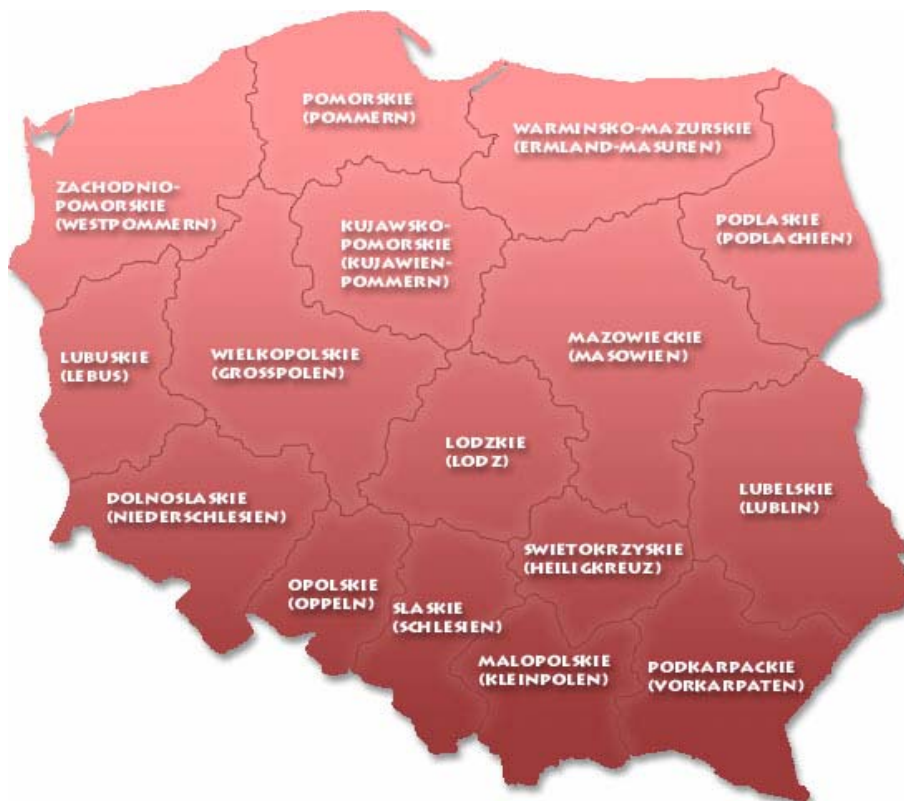 POMORSKIE
(POMMERN)
WARMINSKO-MAZURSKIE
(ERMLAND-MASUREN)
ZACHODNIO-
POMORSKIE
(WESTPOMMERN)
KUJAWSKO-
POMORSKIE
(KUJAWIEN-
POMMERN)
PODLASKIE
(PODLACHIEN)
LUBUSKIE
(LEBUS)
WIELKOPOLSKIE
(GROSSPOLEN)
MAZOWIECKIE
(MASOWIEN)
LODZKIE
(LODZ)
DOLNOSLASKIE
(NIEDERSCHLESIEN)
LUBELSKIE
(LUBLIN)
OPOLSKIE
(OPPELN)
SLASKIE
(SCHLESIEN)
SWIETOKRZYSKIE
(HEILIGKREUZ)
MALOPOLSKIE
(KLEINPOLEN)
PODKARPACKIE
(VORKARPATEN)